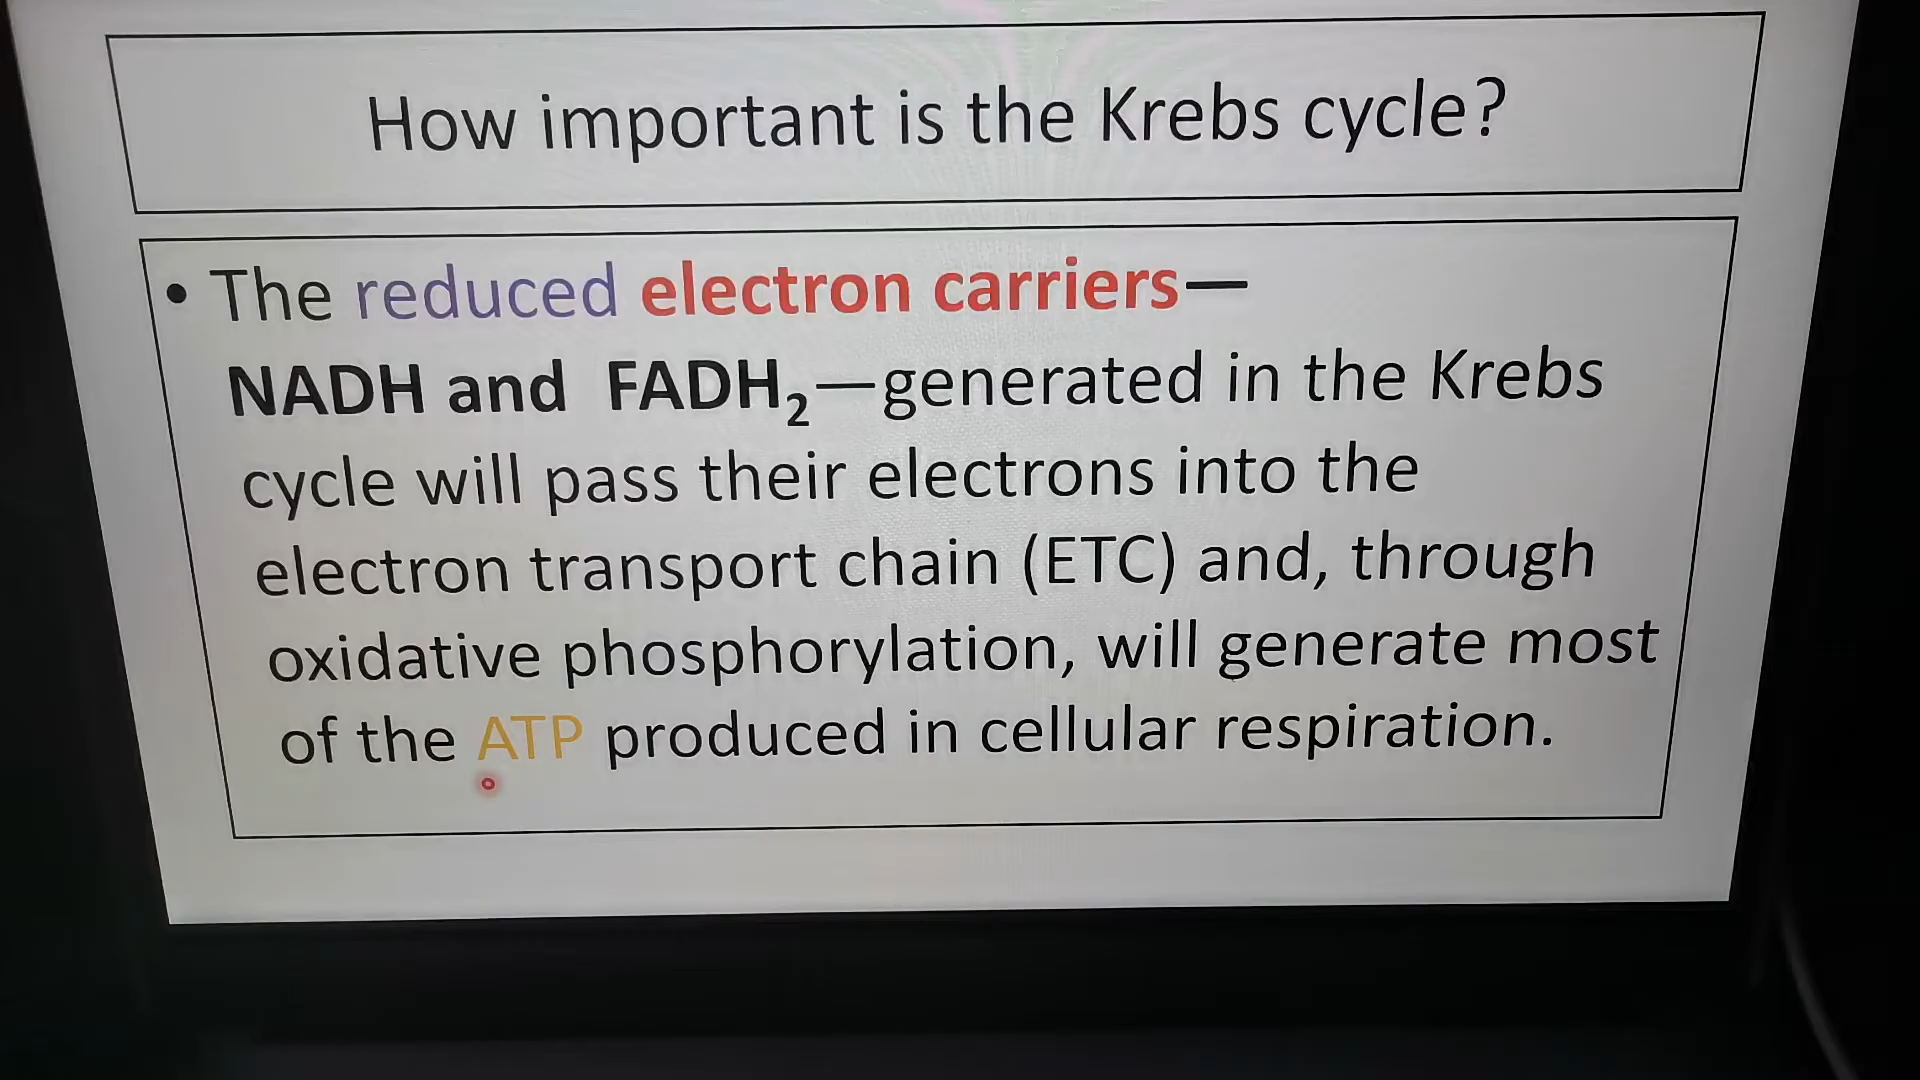 How important is the Krebs cycle?
• The reduced electron carriers—
NADH and FADH₂—generated in the Krebs
cycle will pass their electrons into the
electron transport chain (ETC) and, through
oxidative phosphorylation, will generate most
of the ATP produced in cellular respiration.